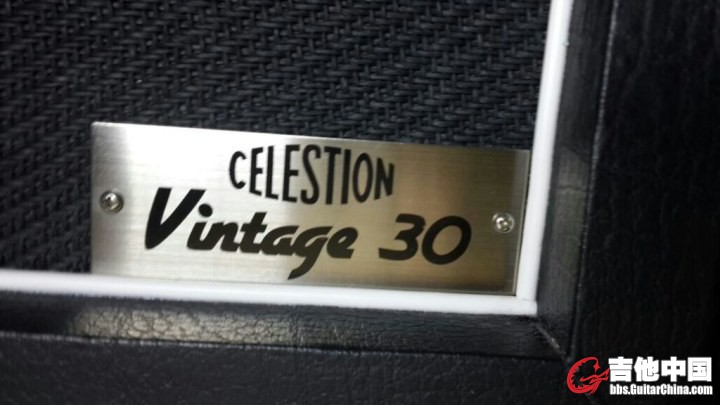 CELESTION
Vintage 30
吉他中国
bbs.GuitarChina.com